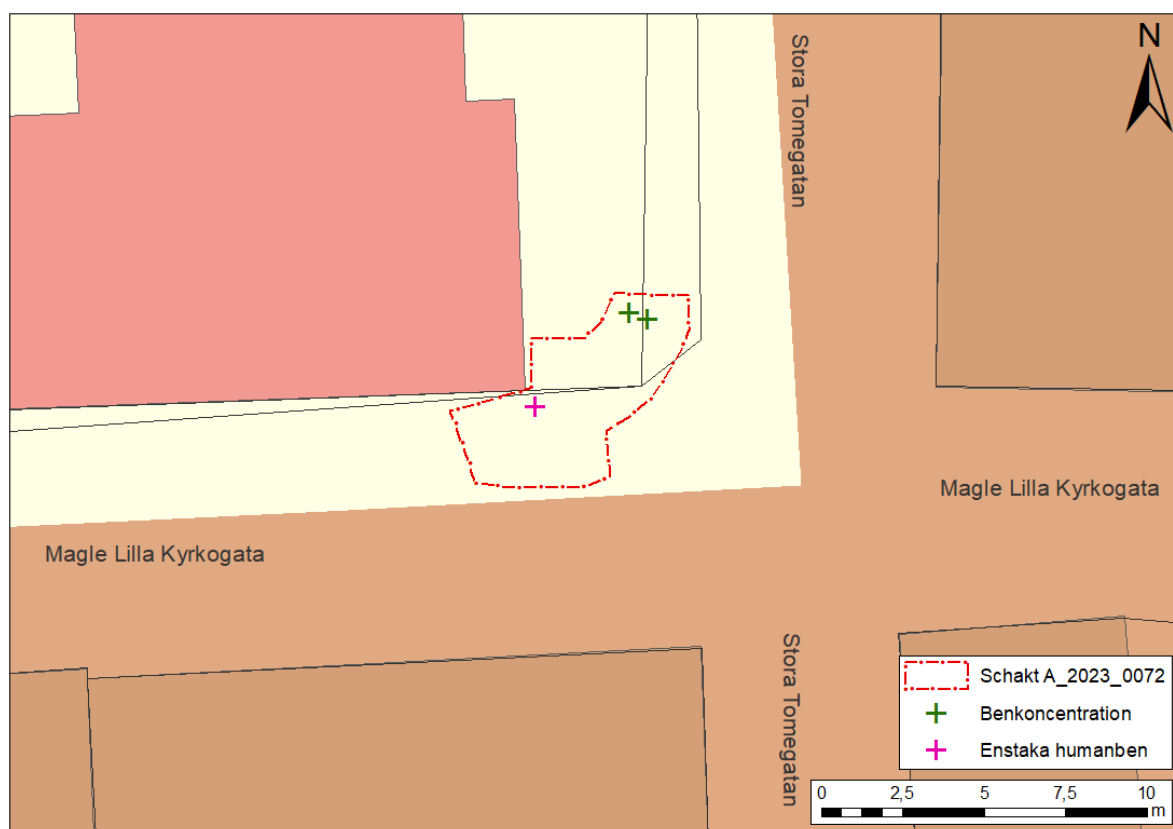 N
Stora Tomegatan
Magle Lilla Kyrkogata
Magle Lilla Kyrkogata
Stora Tomegatan
Schakt A_2023_0072
Benkoncentration
Enstaka humanben
0 2,5 5 7,5 10
m